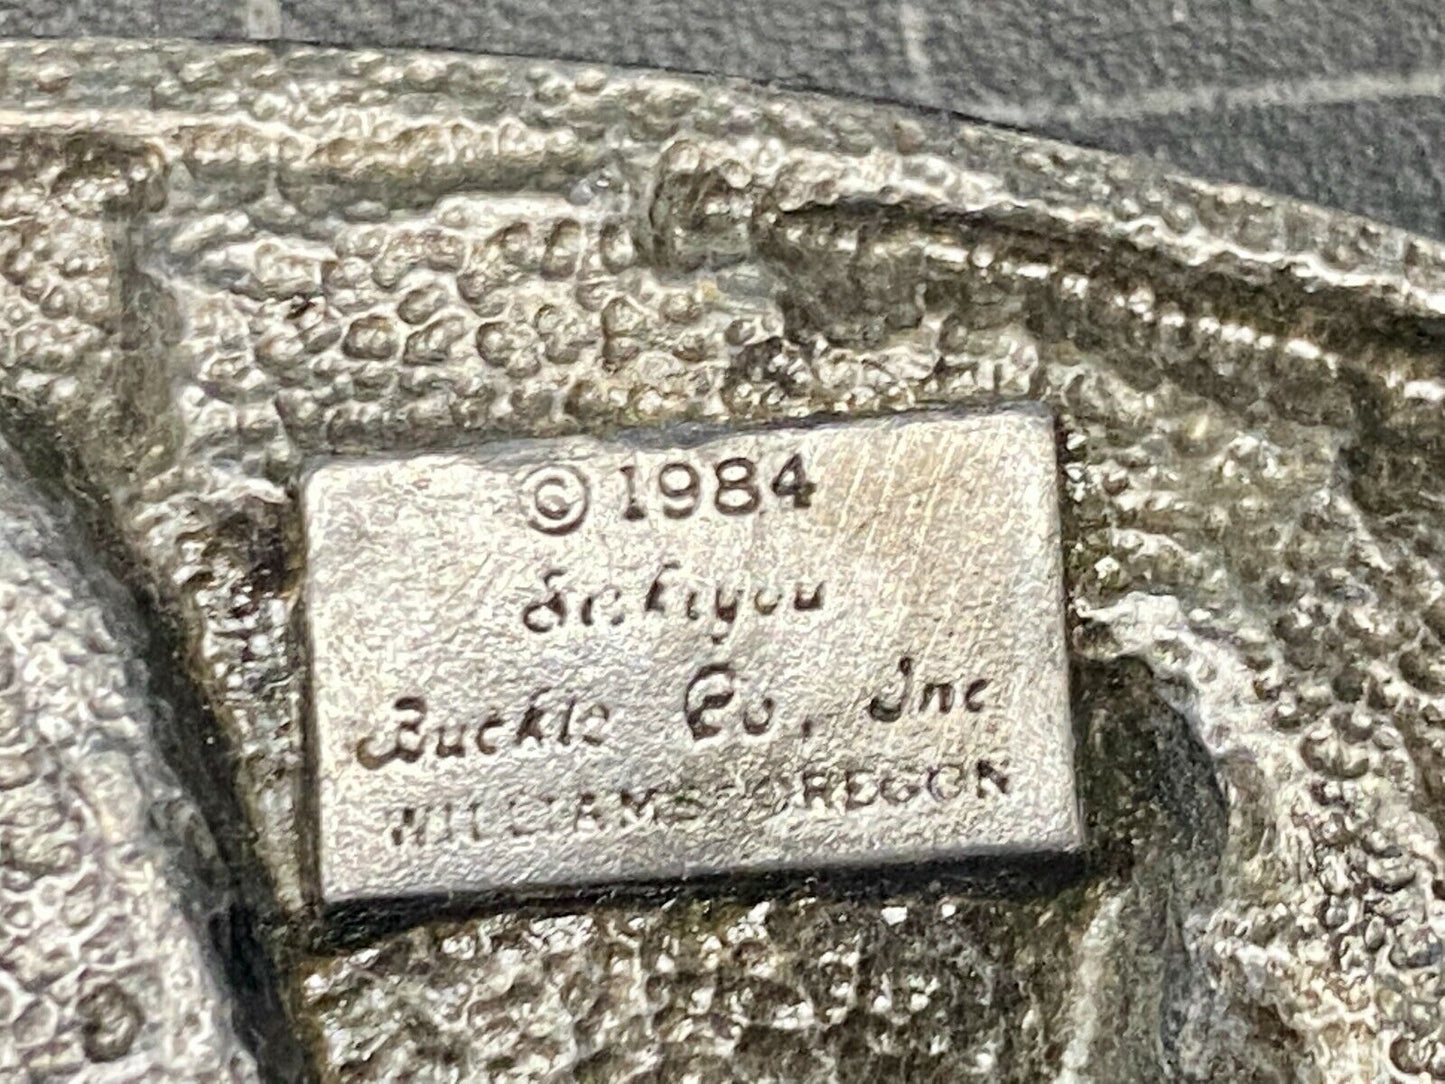 © 1984
Siskiyou
Buckle Co, Inc
WILLIAMS OREGON